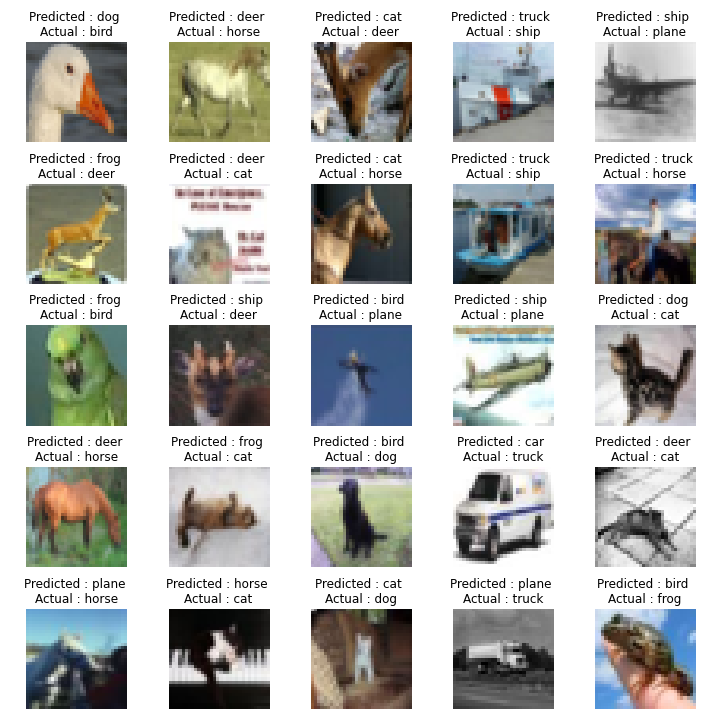 Predicted : dog
Actual : bird
Predicted : deer
Actual : horse
Predicted : cat
Actual : deer
Predicted : truck
Actual : ship
Predicted : ship
Actual : plane
Predicted : frog
Actual : deer
Predicted : deer
Actual : cat
Predicted : cat
Actual : horse
Predicted : truck
Actual : ship
Predicted : truck
Actual : horse
In Case of Emergency,
Predicted : frog
Actual : bird
Predicted : ship
Actual : deer
Predicted : bird
Actual : plane
Predicted : ship
Actual : plane
Predicted : dog
Actual : cat
Predicted : deer
Actual : horse
Predicted : frog
Actual : cat
Predicted : bird
Actual : dog
Predicted : car
Actual : truck
Predicted : deer
Actual : cat
Predicted : plane
Actual : horse
Predicted : horse
Actual : cat
Predicted : cat
Actual : dog
Predicted : plane
Actual : truck
Predicted : bird
Actual : frog